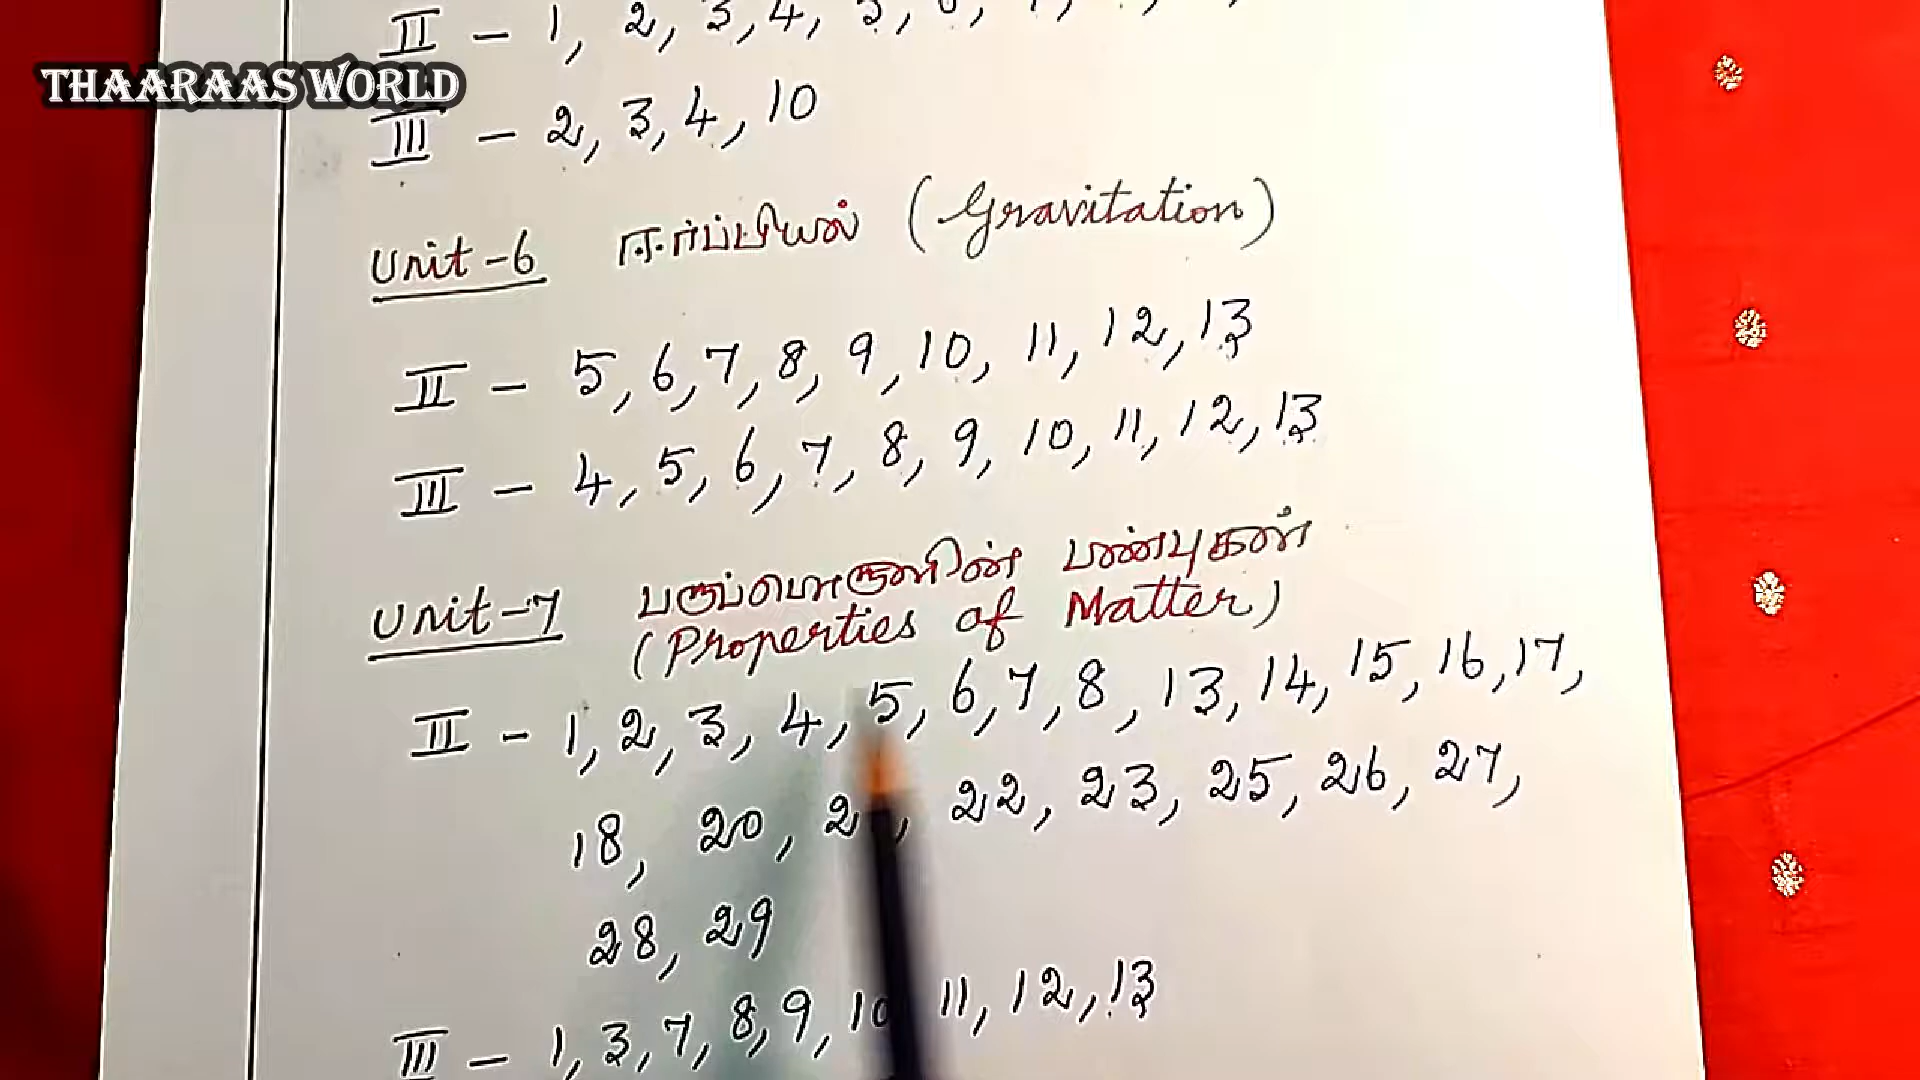 II - 1, 2, 3, 4, 5, 6,
THAARAAS WORLD
III - 2, 3, 4, 10
Unit-6 ஈர்ப்பியல் (Gravitation)
II - 5, 6, 7, 8, 9, 10, 11, 12, 13
III - 4, 5, 6, 7, 8, 9, 10, 11, 12, 13
Unit-7 பருப்பொருளின் பண்புகள்
(Properties of Matter)
II - 1, 2, 3, 4, 5, 6, 7, 8, 13, 14, 15, 16, 17,
18, 20, 22, 23, 25, 26, 27,
28, 29
III - 1, 3, 7, 8, 9, 10 11, 12, 13